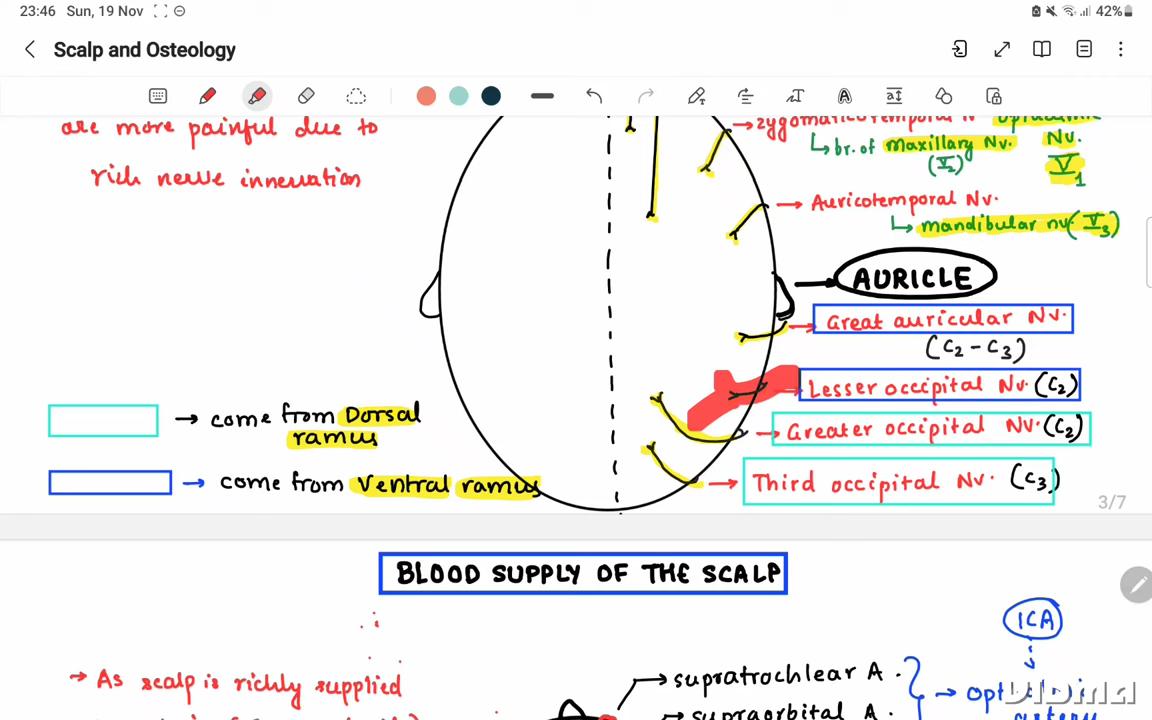 23:46 Sun, 19 Nov
42%
Scalp and Osteology
are more painful due to
rich nerve innervation
zygomaticotemporal N
br. of maxillary Nv.
(V2)
Nv.
V1
Auricotemporal Nv.
mandibular nv. (V3)
AURICLE
Great auricular Nv.
(C2 - C3)
Lesser occipital Nv. (C2)
Greater occipital Nv. (C2)
Third occipital Nv. (C3)
→ come from Dorsal
ramus
→ come from Ventral ramus
3/7
BLOOD SUPPLY OF THE SCALP
ICA
→ As scalp is richly supplied
supratrochlear A.
supraorbital A.